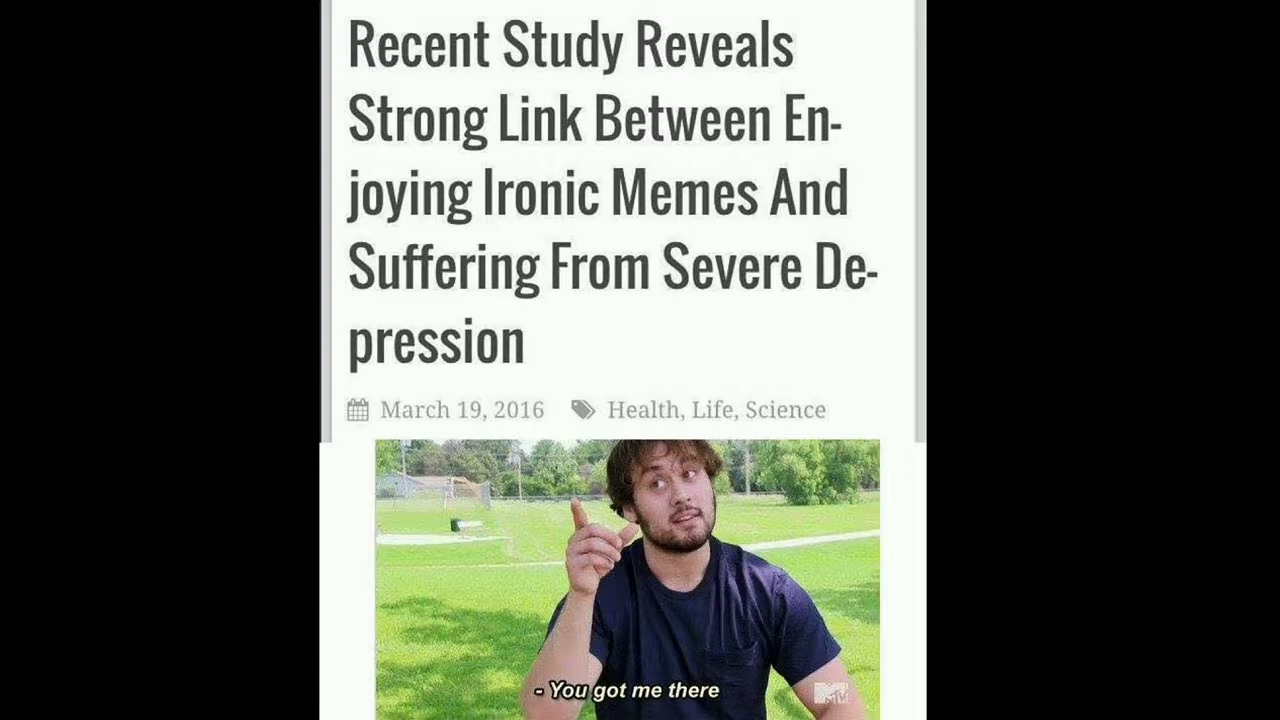 Recent Study Reveals
Strong Link Between En-
joying Ironic Memes And
Suffering From Severe De-
pression
March 19, 2016 Health, Life, Science
- You got me there
MTV